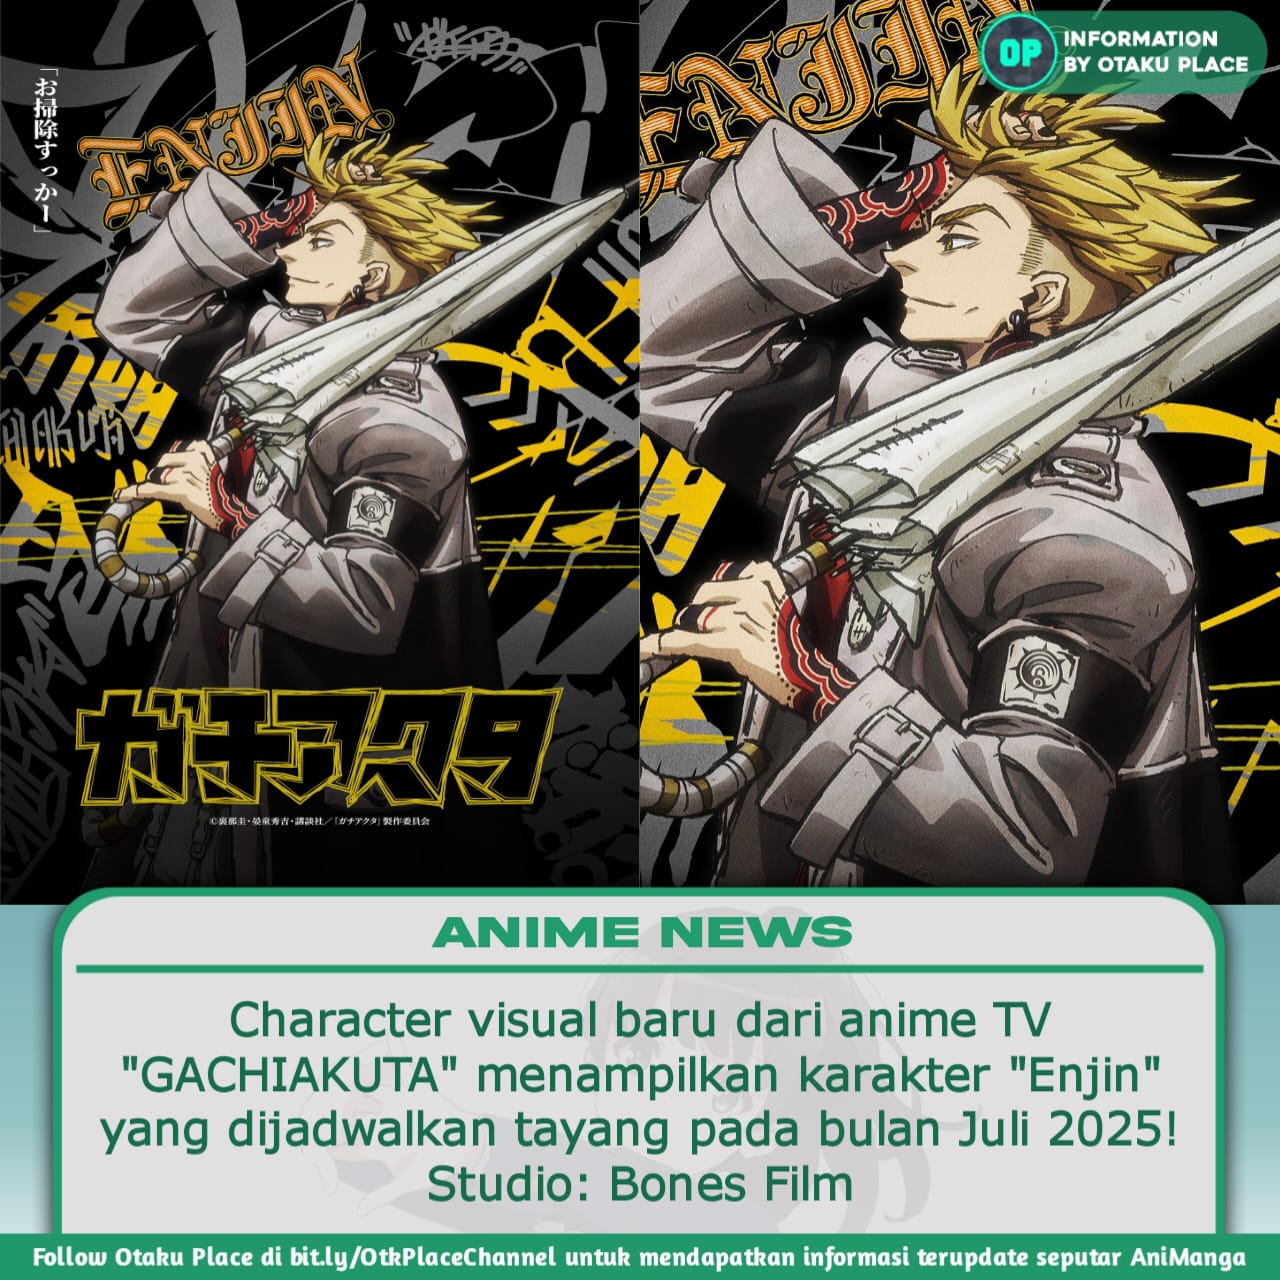 「お掃除すっかー」
ENJIN
ENJIN
OP
INFORMATION
BY OTAKU PLACE
ガチアクタ
©裏那圭・晏童秀吉・講談社／「ガチアクタ」製作委員会
ANIME NEWS
Character visual baru dari anime TV
"GACHIAKUTA" menampilkan karakter "Enjin"
yang dijadwalkan tayang pada bulan Juli 2025!
Studio: Bones Film
Follow Otaku Place di bit.ly/OtkPlaceChannel untuk mendapatkan informasi terupdate seputar AniManga